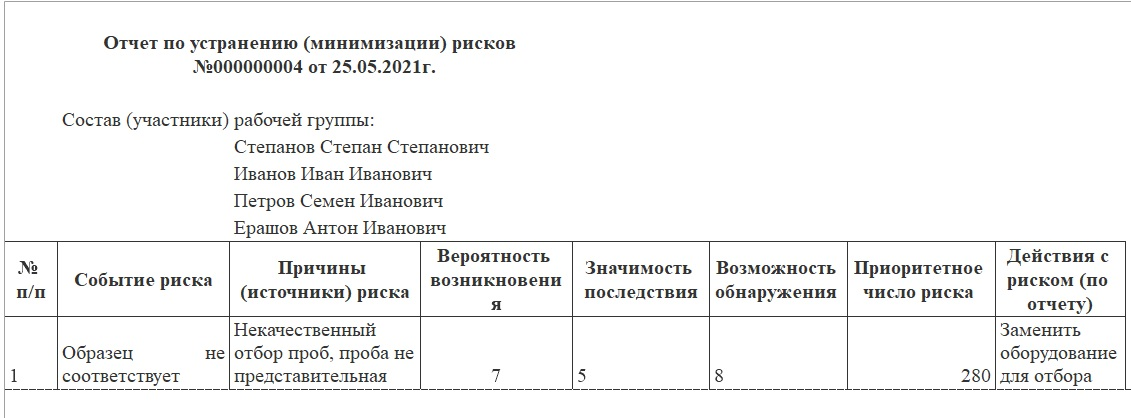 Отчет по устранению (минимизации) рисков
№000000004 от 25.05.2021г.
Состав (участники) рабочей группы:
Степанов Степан Степанович
Иванов Иван Иванович
Петров Семен Иванович
Ерашов Антон Иванович
№ п/п
Событие риска
Причины
(источники) риска
Вероятность
возникновени
я
Значимость
последствия
Возможность
обнаружения
Приоритетное
число риска
Действия с
риском (по
отчету)
1
Образец не
соответствует
Некачественный
отбор проб, проба не
представительная
7
5
8
280
Заменить
оборудование
для отбора